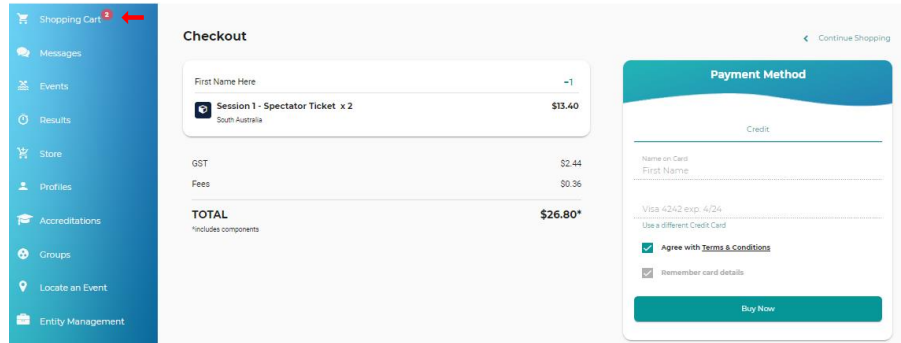 Shopping Cart 2
Messages
Events
Results
Store
Profiles
Accreditations
Groups
Locate an Event
Entity Management
Checkout
Continue Shopping
First Name Here
~1
Session 1 - Spectator Ticket x 2
$13.40
South Australia
GST
$2.44
Fees
$0.36
TOTAL
$26.80*
*includes components
Payment Method
Credit
Name on Card
First Name
Visa 4242 exp. 4/24
Use a different Credit Card
Agree with Terms & Conditions
Remember card details
Buy Now